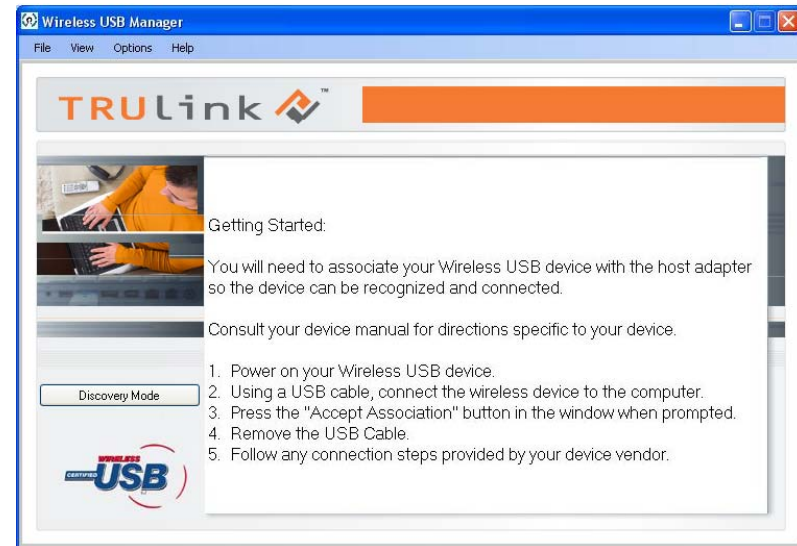 Wireless USB Manager
File View Options Help
TRULink ™
Getting Started:
You will need to associate your Wireless USB device with the host adapter
so the device can be recognized and connected.
Consult your device manual for directions specific to your device.
1. Power on your Wireless USB device.
2. Using a USB cable, connect the wireless device to the computer.
3. Press the "Accept Association" button in the window when prompted.
4. Remove the USB Cable.
5. Follow any connection steps provided by your device vendor.
Discovery Mode
WIRELESS
CERTIFIED USB